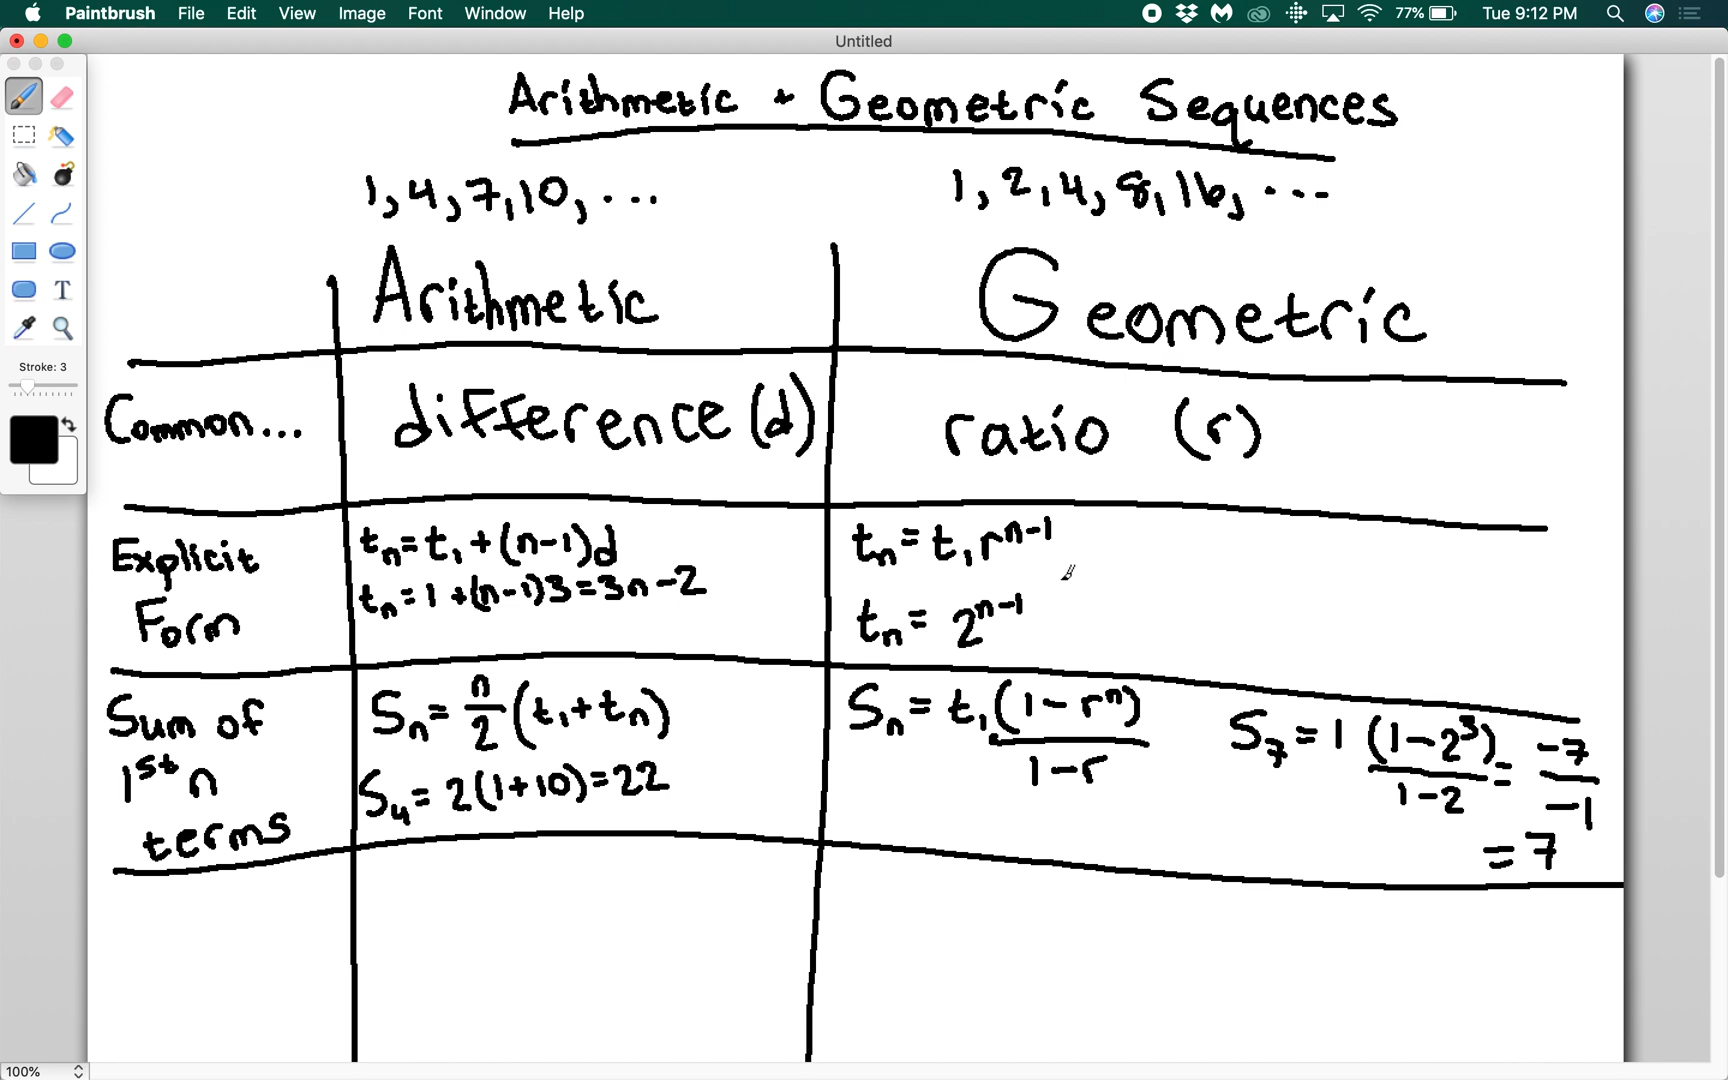 Paintbrush File Edit View Image Font Window Help 77% Tue 9:12 PM
Untitled
Arithmetic + Geometric Sequences
1, 4, 7, 10, ... 1, 2, 4, 8, 16, ...
Arithmetic Geometric
Stroke: 3
Common... difference (d) ratio (r)
Explicit Form
tₙ = t₁ + (n-1)d
tₙ = 1 + (n-1)3 = 3n - 2
tₙ = t₁ rⁿ⁻¹
tₙ = 2ⁿ⁻¹
Sum of
1st n
terms
Sₙ = n/2 (t₁ + tₙ)
S₄ = 2(1+10) = 22
Sₙ = t₁ (1 - rⁿ)/(1 - r)
S₇ = 1 (1 - 2³)/(1 - 2) = -7/-1
= 7
T
100%